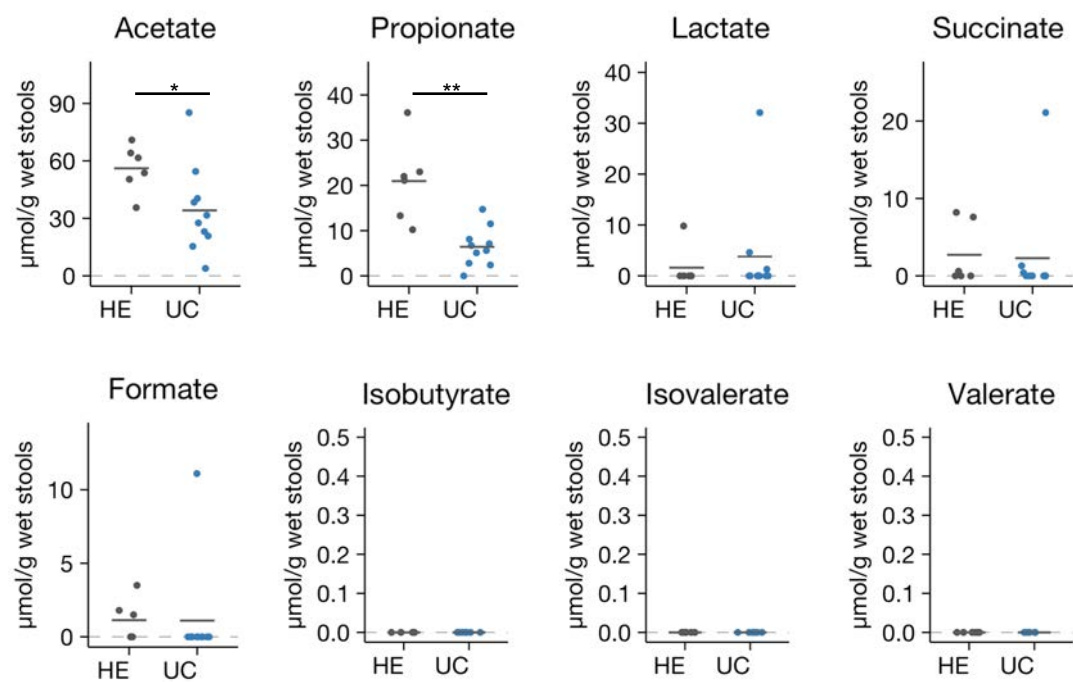 Acetate
Propionate
Lactate
Succinate
µmol/g wet stools
90
60
30
0
*
HE
UC
µmol/g wet stools
40
30
20
10
0
**
HE
UC
µmol/g wet stools
40
30
20
10
0
HE
UC
µmol/g wet stools
20
10
0
HE
UC
Formate
Isobutyrate
Isovalerate
Valerate
µmol/g wet stools
10
5
0
HE
UC
µmol/g wet stools
0.5
0.4
0.3
0.2
0.1
0.0
HE
UC
µmol/g wet stools
0.5
0.4
0.3
0.2
0.1
0.0
HE
UC
µmol/g wet stools
0.5
0.4
0.3
0.2
0.1
0.0
HE
UC